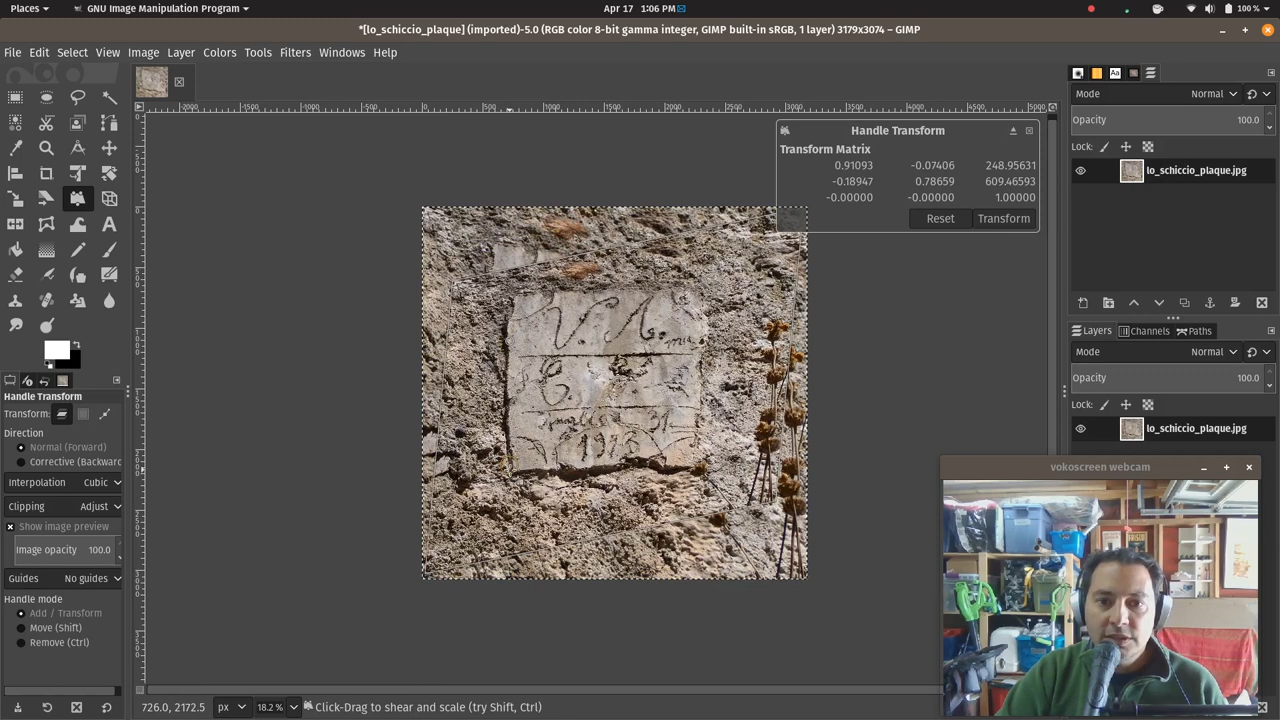 Places GNU Image Manipulation Program Apr 17 1:06 PM 100 %
*[lo_schiccio_plaque] (imported)-5.0 (RGB color 8-bit gamma integer, GIMP built-in sRGB, 1 layer) 3179x3074 – GIMP
File Edit Select View Image Layer Colors Tools Filters Windows Help
Handle Transform
Transform Matrix
0.91093 -0.07406 248.95631
-0.18947 0.78659 609.46593
-0.00000 -0.00000 1.00000
Reset Transform
Mode Normal
Opacity 100.0
Lock:
lo_schiccio_plaque.jpg
Layers Channels Paths
Mode Normal
Opacity 100.0
Lock:
lo_schiccio_plaque.jpg
vokoscreen webcam
Handle Transform
Transform:
Direction
Normal (Forward)
Corrective (Backward
Interpolation Cubic
Clipping Adjust
Show image preview
Image opacity 100.0
Guides No guides
Handle mode
Add / Transform
Move (Shift)
Remove (Ctrl)
V. A.
726.0, 2172.5 px 18.2 % Click-Drag to shear and scale (try Shift, Ctrl)